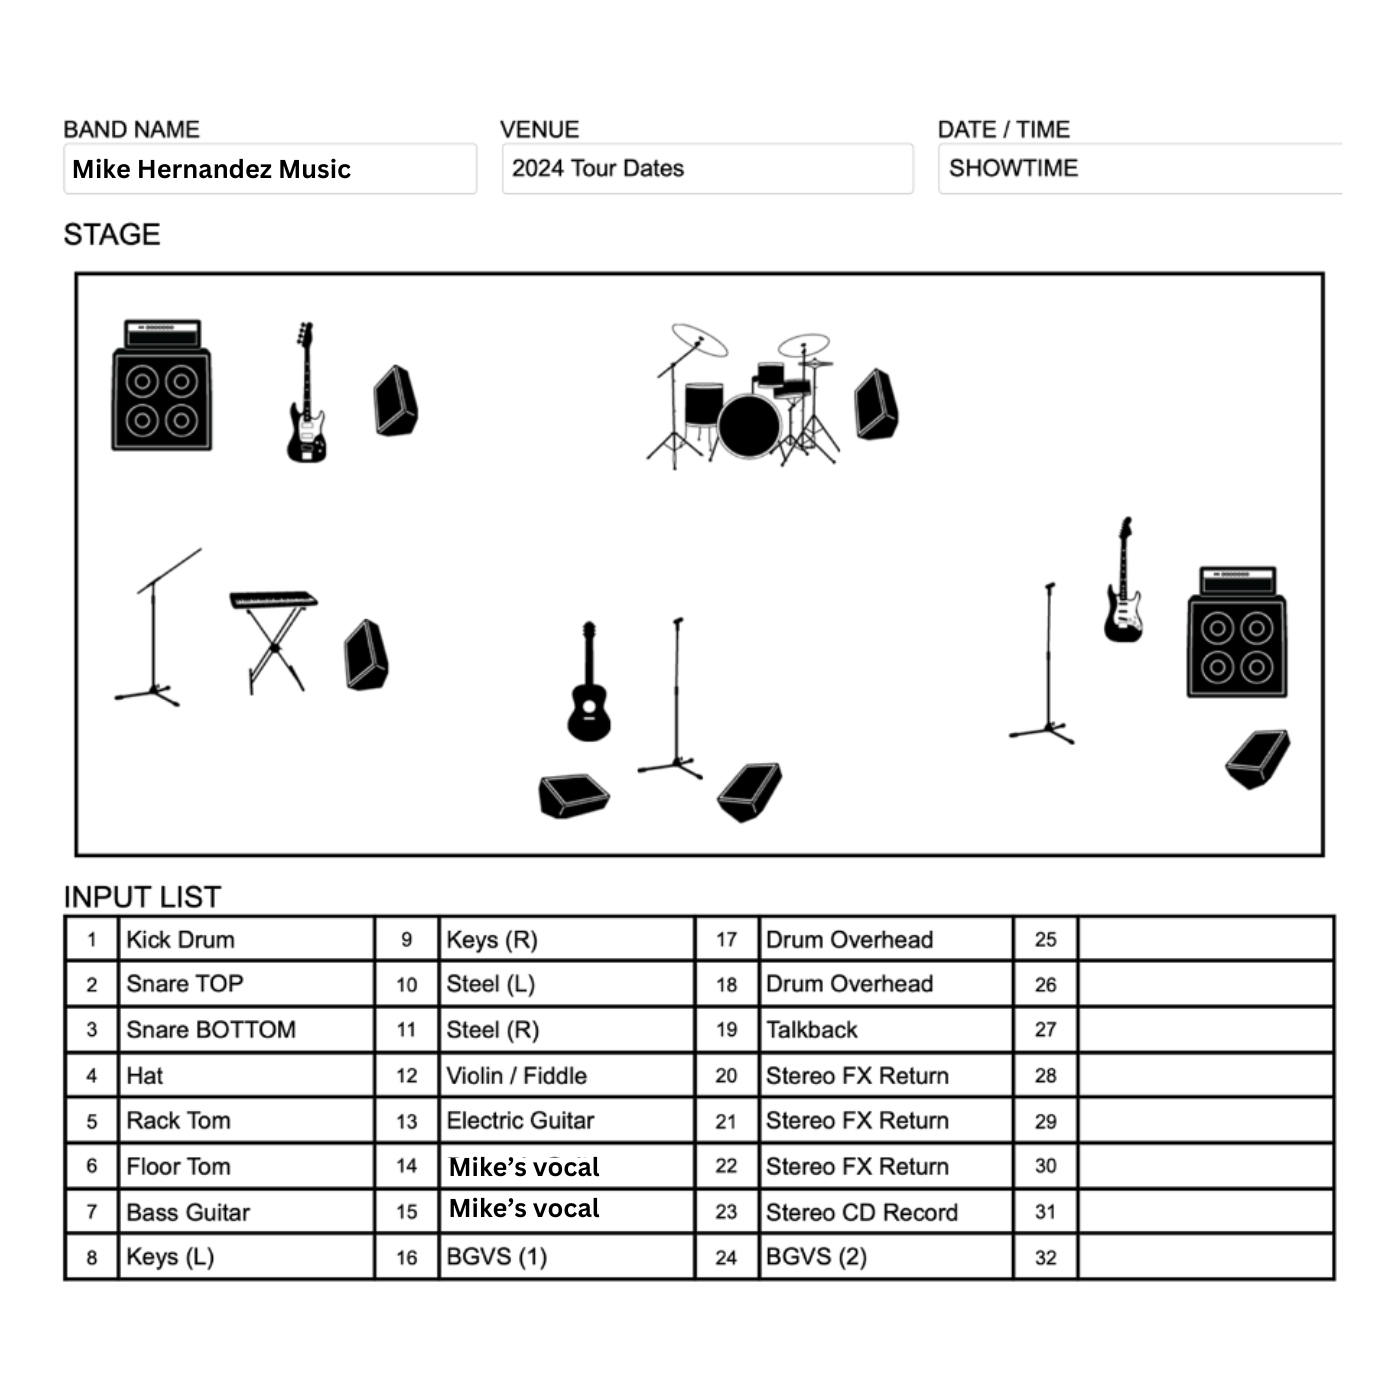 BAND NAME VENUE DATE / TIME
Mike Hernandez Music 2024 Tour Dates SHOWTIME
STAGE
INPUT LIST
1 Kick Drum 9 Keys (R) 17 Drum Overhead 25
2 Snare TOP 10 Steel (L) 18 Drum Overhead 26
3 Snare BOTTOM 11 Steel (R) 19 Talkback 27
4 Hat 12 Violin / Fiddle 20 Stereo FX Return 28
5 Rack Tom 13 Electric Guitar 21 Stereo FX Return 29
6 Floor Tom 14 Mike’s vocal 22 Stereo FX Return 30
7 Bass Guitar 15 Mike’s vocal 23 Stereo CD Record 31
8 Keys (L) 16 BGVS (1) 24 BGVS (2) 32